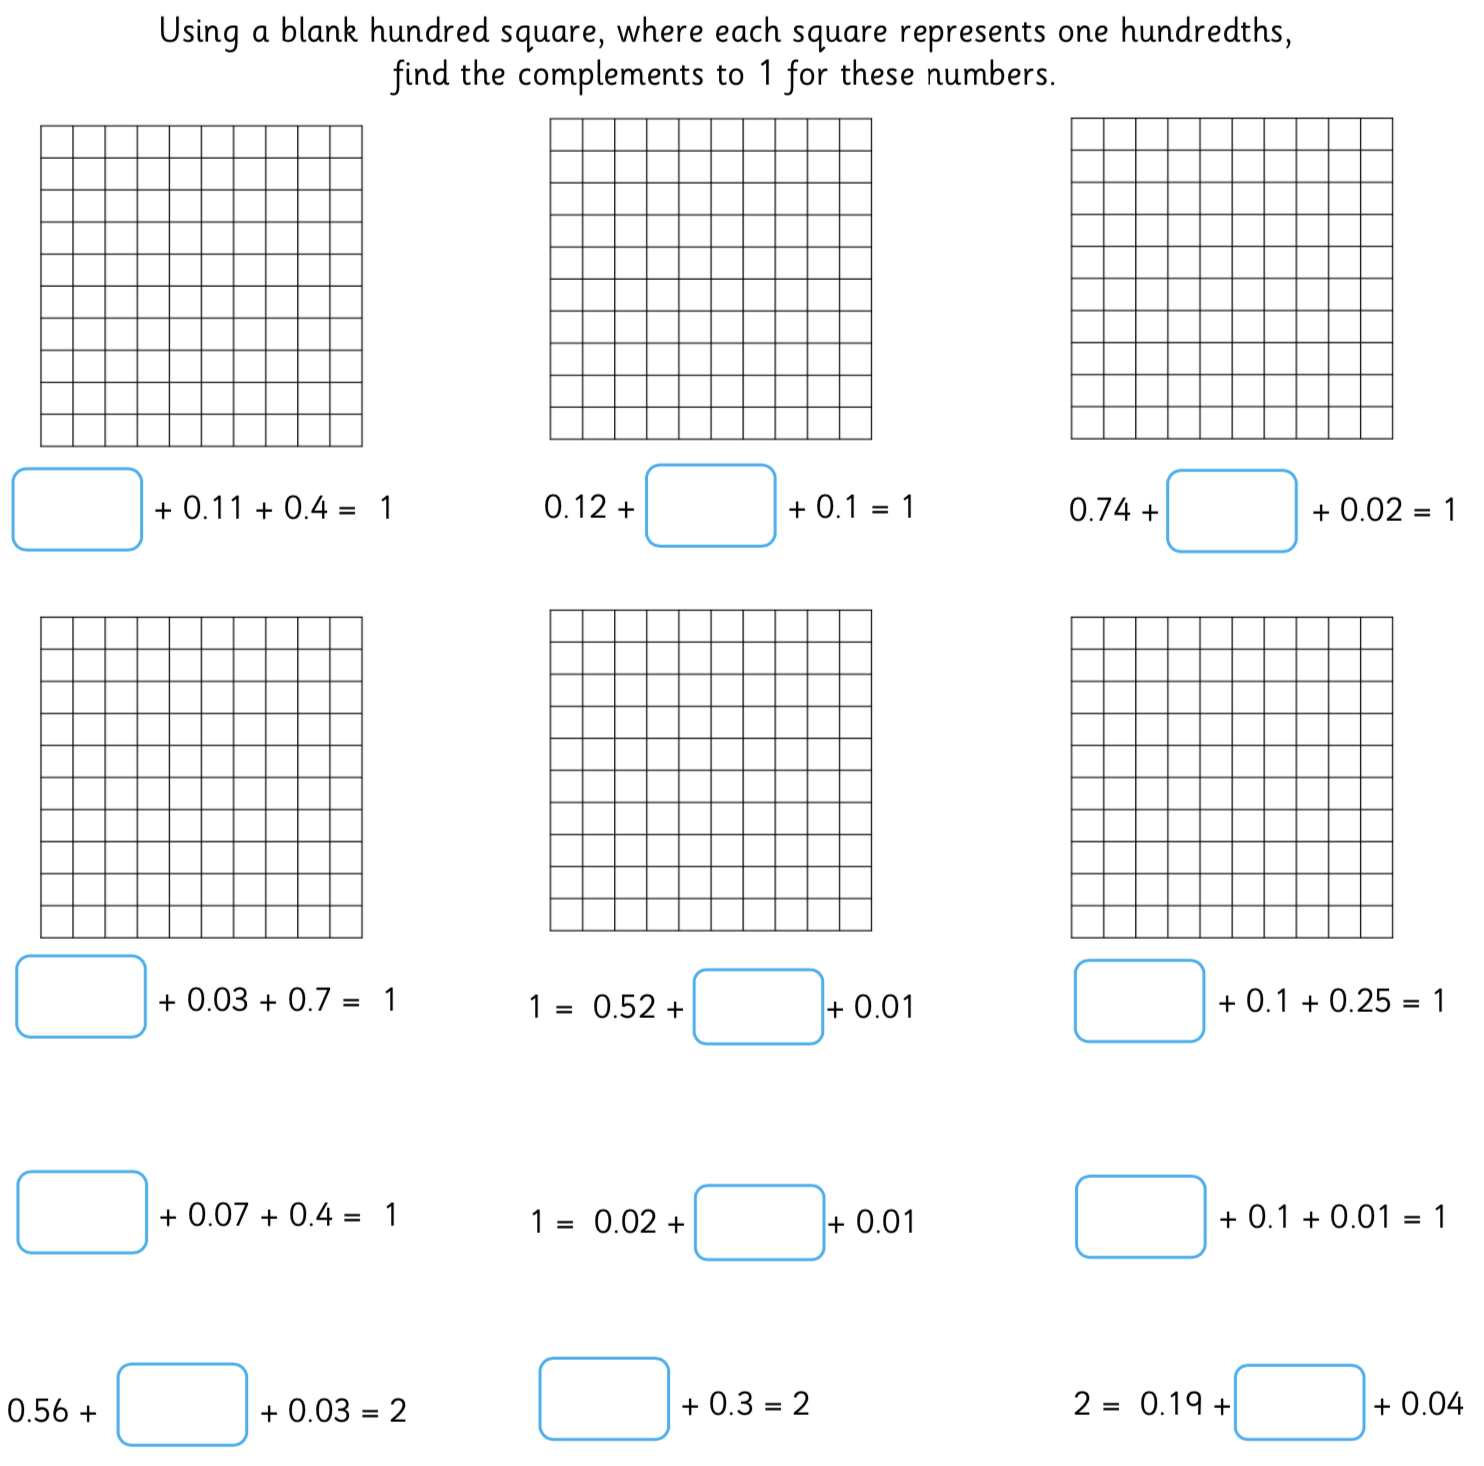 Using a blank hundred square, where each square represents one hundredths,
find the complements to 1 for these numbers.
+ 0.11 + 0.4 = 1
0.12 + + 0.1 = 1
0.74 + + 0.02 = 1
+ 0.03 + 0.7 = 1
1 = 0.52 + + 0.01
+ 0.1 + 0.25 = 1
+ 0.07 + 0.4 = 1
1 = 0.02 + + 0.01
+ 0.1 + 0.01 = 1
0.56 + + 0.03 = 2
+ 0.3 = 2
2 = 0.19 + + 0.04